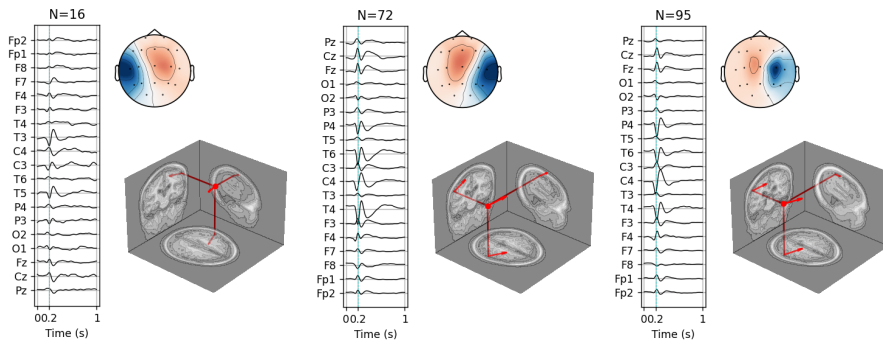 N=16
Fp2
Fp1
F8
F7
F4
F3
T4
T3
C4
C3
T6
T5
P4
P3
O2
O1
Fz
Cz
Pz
00.2 1
Time (s)
N=72
Pz
Cz
Fz
O1
O2
P3
P4
T5
T6
C3
C4
T3
T4
F3
F4
F7
F8
Fp1
Fp2
00.2 1
Time (s)
N=95
Pz
Cz
Fz
O1
O2
P3
P4
T5
T6
C3
C4
T3
T4
F3
F4
F7
F8
Fp1
Fp2
00.2 1
Time (s)